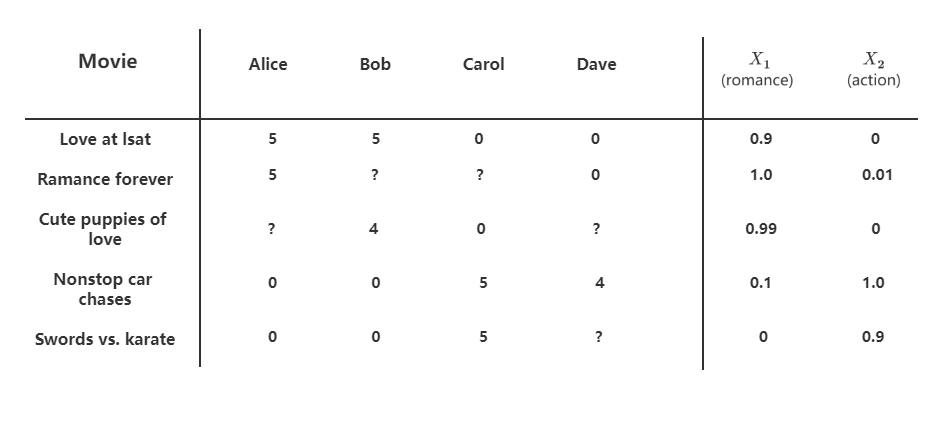 Movie Alice Bob Carol Dave X₁ X₂
(romance) (action)
Love at lsat 5 5 0 0 0.9 0
Ramance forever 5 ? ? 0 1.0 0.01
Cute puppies of
love ? 4 0 ? 0.99 0
Nonstop car
chases 0 0 5 4 0.1 1.0
Swords vs. karate 0 0 5 ? 0 0.9